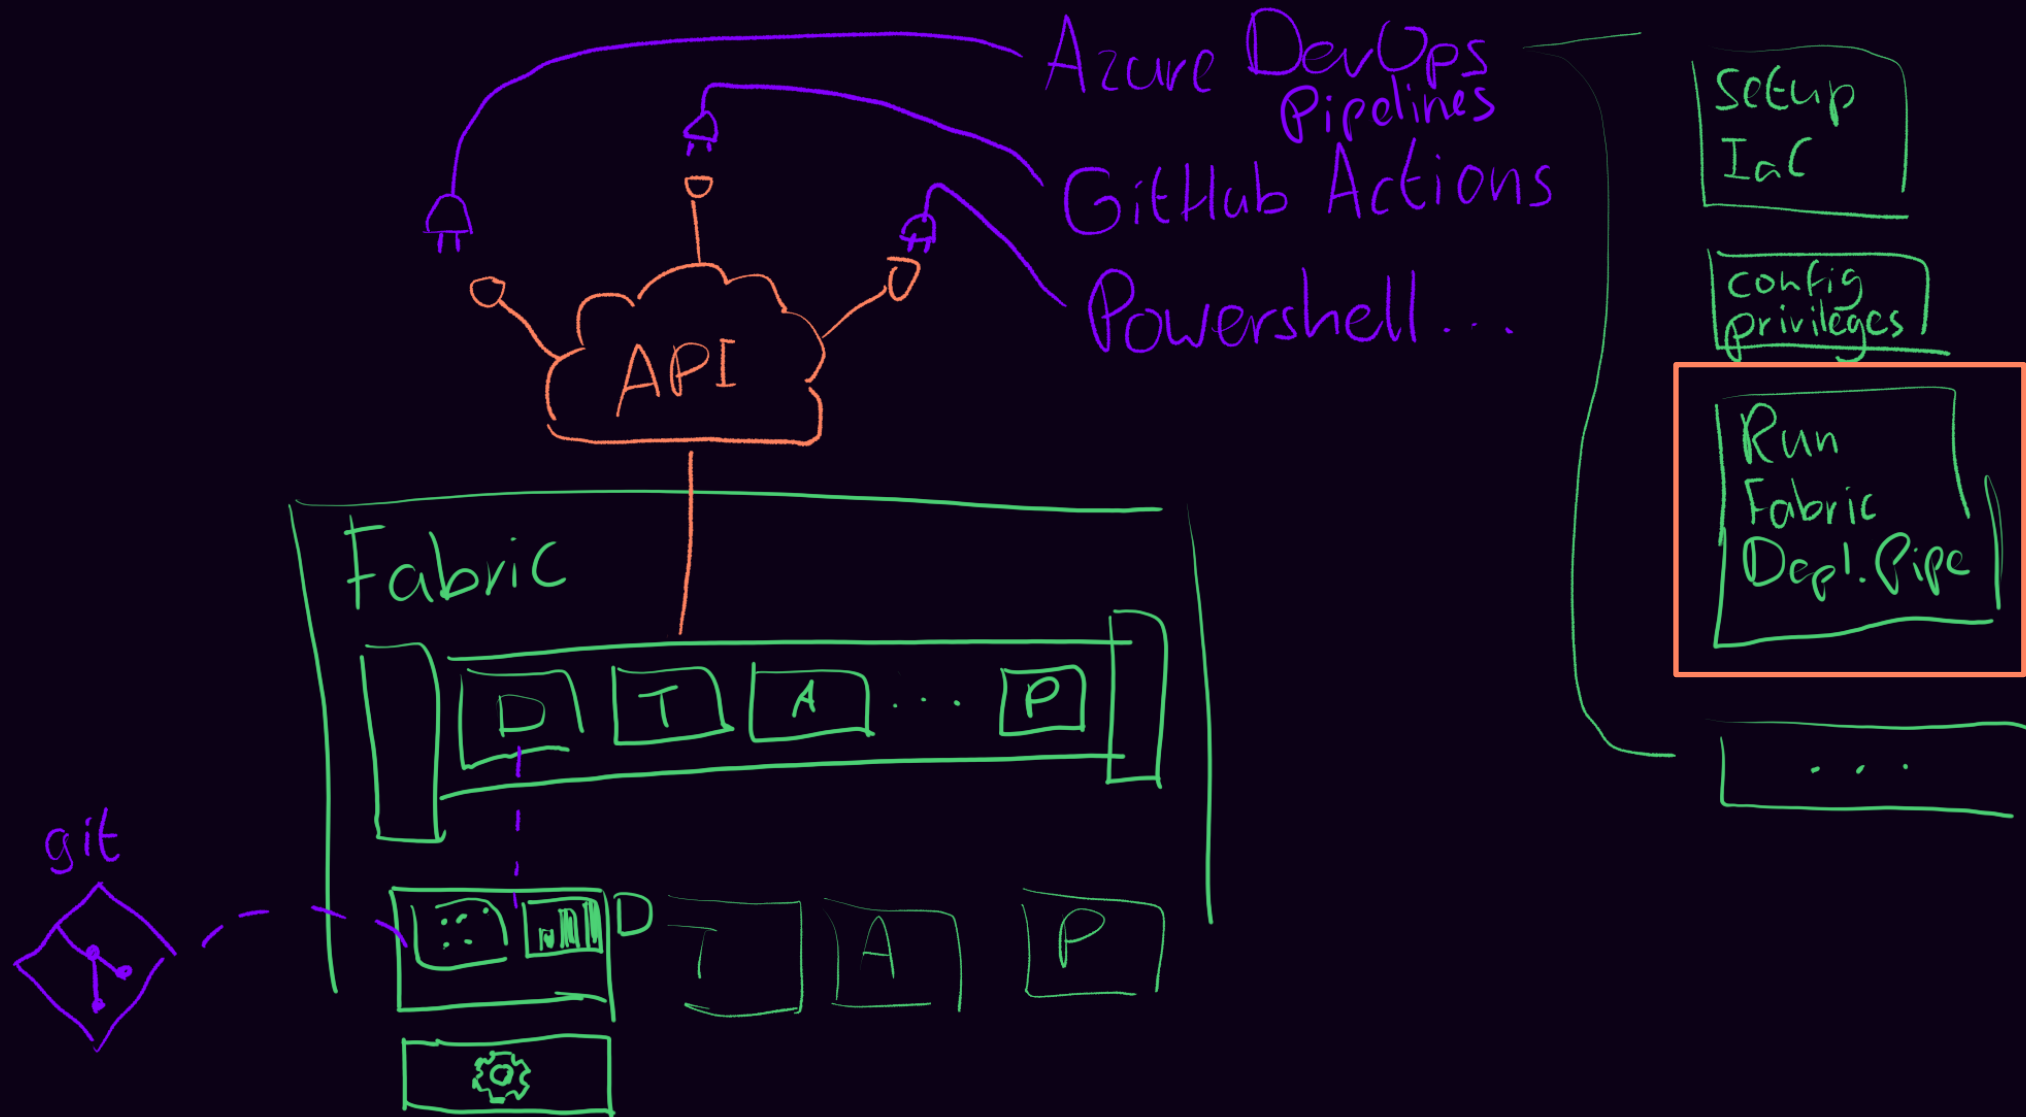 Azure DevOps
Pipelines
GitHub Actions
Powershell...
API
Fabric
D T A ... P
git
D T A P
Setup
IaC
config
privileges
Run
Fabric
Depl. Pipe
...